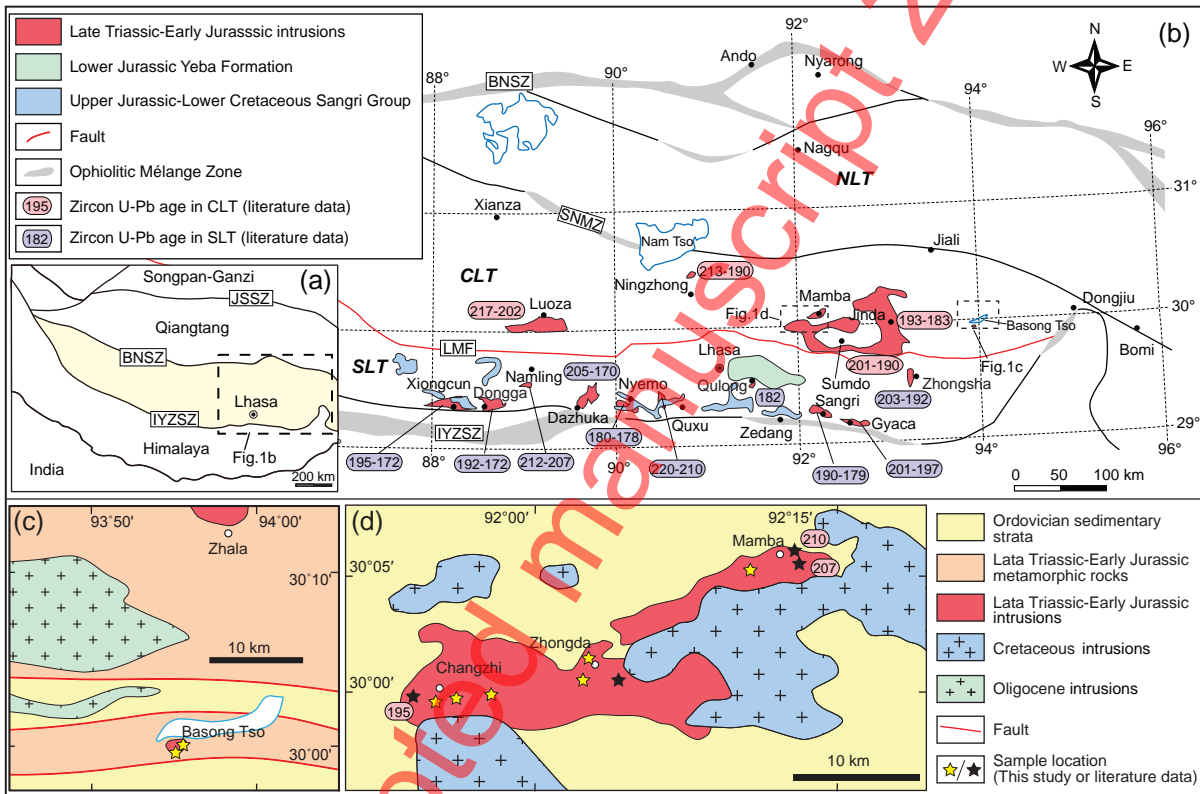 Late Triassic-Early Jurasssic intrusions
Lower Jurassic Yeba Formation
Upper Jurassic-Lower Cretaceous Sangri Group
Fault
Ophiolitic Mélange Zone
195 Zircon U-Pb age in CLT (literature data)
182 Zircon U-Pb age in SLT (literature data)
(a)
Songpan-Ganzi
JSSZ
Qiangtang
BNSZ
Lhasa
IYZSZ
Himalaya
Fig.1b
India
200 km
(b)
N
W E
S
88° 90° 92° 94° 96°
31°
30°
29°
88° 90° 92° 94°
BNSZ
Ando
Nyarong
Nagqu
NLT
Xianza
SNMZ
Nam Tso
Jiali
CLT
Ningzhong
213-190
217-202
Luoza
Mamba
Fig.1d
Jinda
193-183
Dongjiu
Basong Tso
Bomi
LMF
Lhasa
Fig.1c
SLT
201-190
Sumdo
Zhongsha
203-192
Xiongcun
Dongga
Namling
205-170
Nyemo
Qulong
182
Sangri
Dazhuka
Quxu
Zedang
Gyaca
IYZSZ
180-178
195-172
192-172
212-207
220-210
190-179
201-197
0 50 100 km
(c)
93°50' 94°00'
Zhala
30°10'
10 km
Basong Tso
30°00'
(d)
92°00' 92°15'
Mamba
210
207
30°05'
Zhongda
Changzhi
30°00'
195
10 km
Ordovician sedimentary
strata
Lata Triassic-Early Jurassic
metamorphic rocks
Lata Triassic-Early Jurassic
intrusions
Cretaceous intrusions
Oligocene intrusions
Fault
Sample location
(This study or literature data)
oted manuscript 2